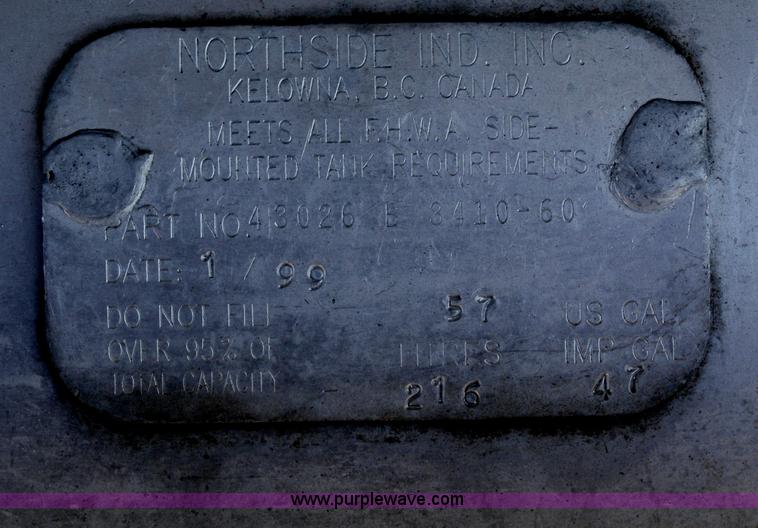 NORTHSIDE IND. INC.
KELOWNA, B.C. CANADA
MEETS ALL F.H.W.A. SIDE-
MOUNTED TANK REQUIREMENTS
PART NO. 43026 E 8410-60
DATE: 1 / 99
DO NOT FILL 57 US GAL.
OVER 95% OF LITRES IMP GAL
TOTAL CAPACITY 216 47
www.purplewave.com